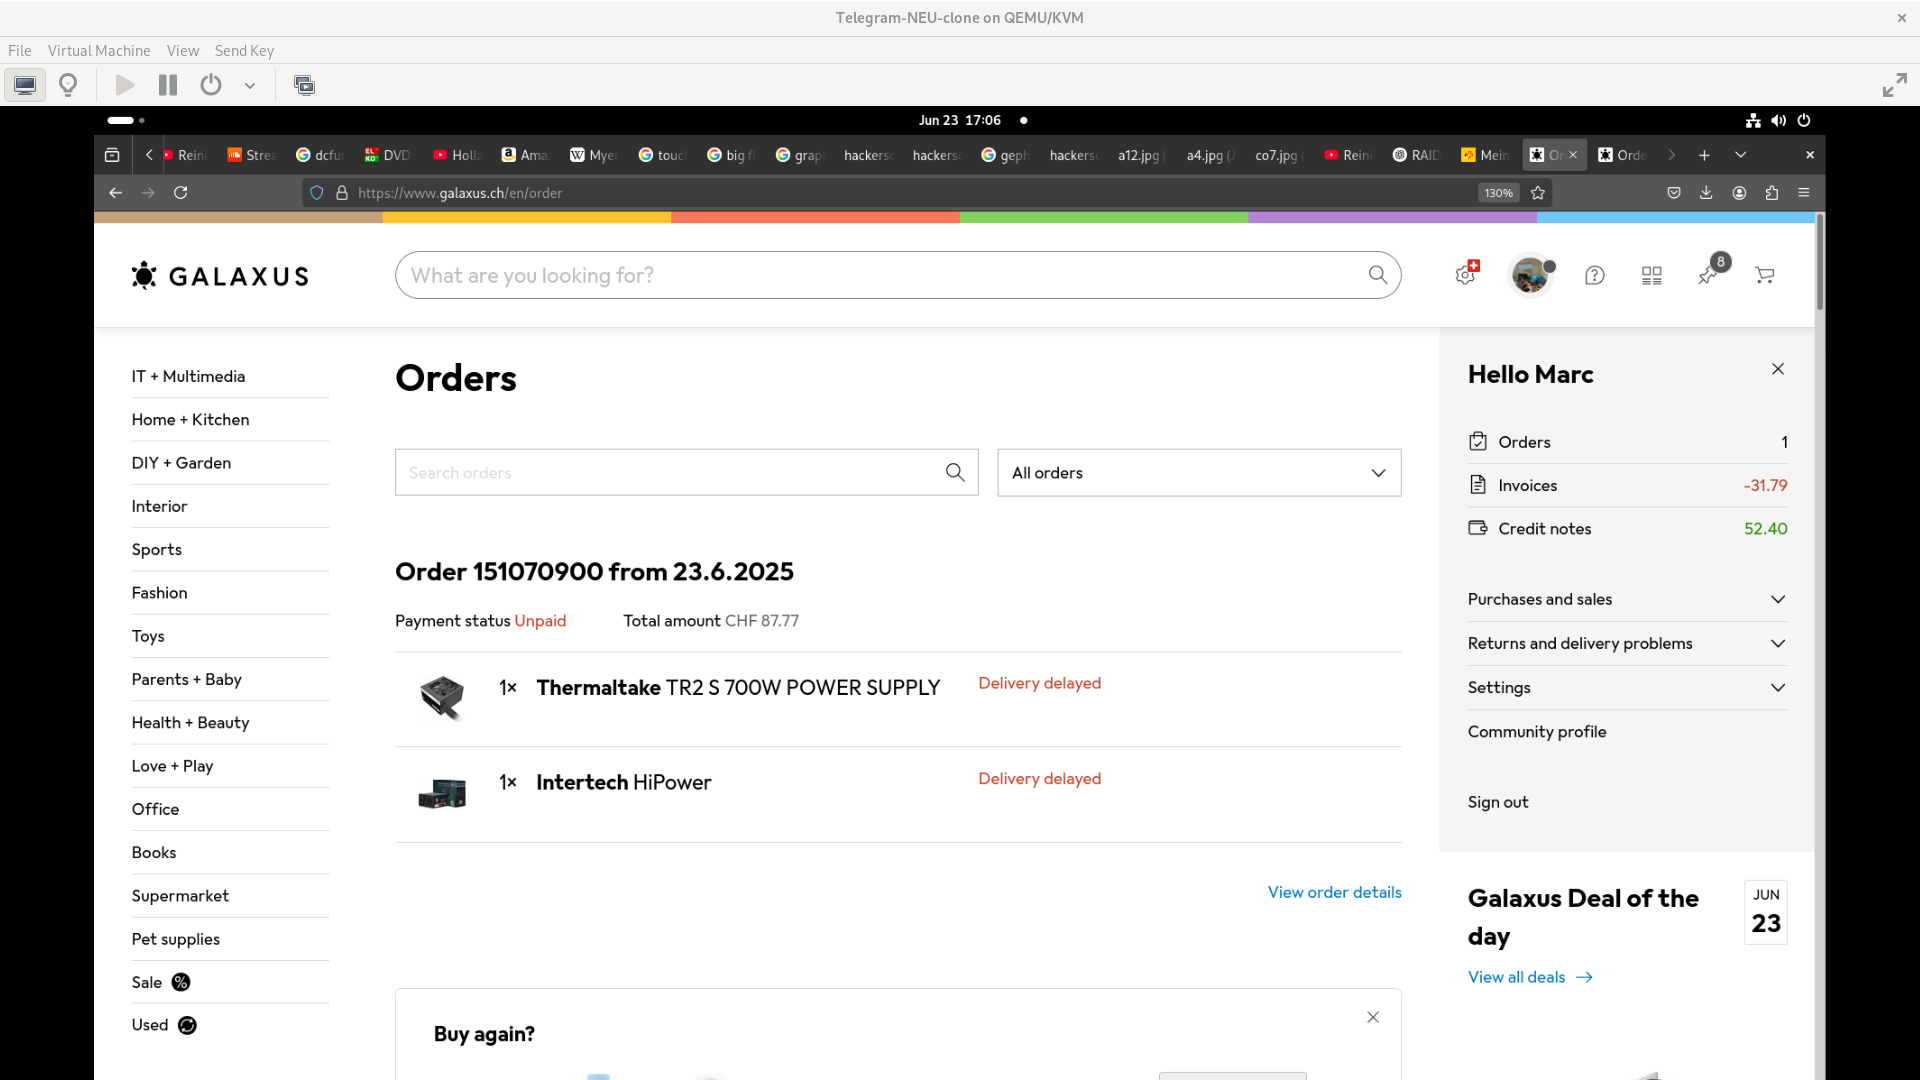 Telegram-NEU-clone on QEMU/KVM
File Virtual Machine View Send Key
Jun 23 17:06
Reini Strea dcfu DVD Holla Ama Myer touc big fi grap hackersc hackersc geph hackersc a12.jpg ( a4.jpg (J co7.jpg Rein RAID Mein Or Orde
https://www.galaxus.ch/en/order 130%
GALAXUS
What are you looking for?
8
IT + Multimedia
Home + Kitchen
DIY + Garden
Interior
Sports
Fashion
Toys
Parents + Baby
Health + Beauty
Love + Play
Office
Books
Supermarket
Pet supplies
Sale %
Used
Orders
Search orders
All orders
Order 151070900 from 23.6.2025
Payment status Unpaid Total amount CHF 87.77
1× Thermaltake TR2 S 700W POWER SUPPLY Delivery delayed
1× Intertech HiPower Delivery delayed
View order details
Buy again?
Hello Marc
Orders 1
Invoices -31.79
Credit notes 52.40
Purchases and sales
Returns and delivery problems
Settings
Community profile
Sign out
Galaxus Deal of the
day
JUN
23
View all deals